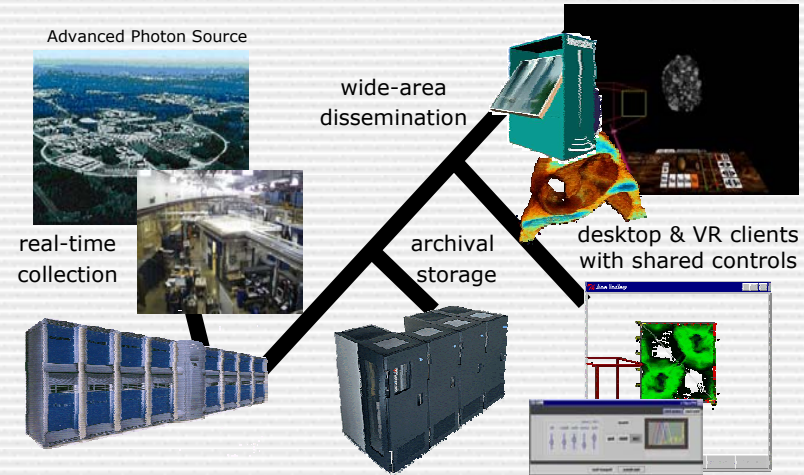 Advanced Photon Source
wide-area
dissemination
real-time
collection
archival
storage
desktop & VR clients
with shared controls